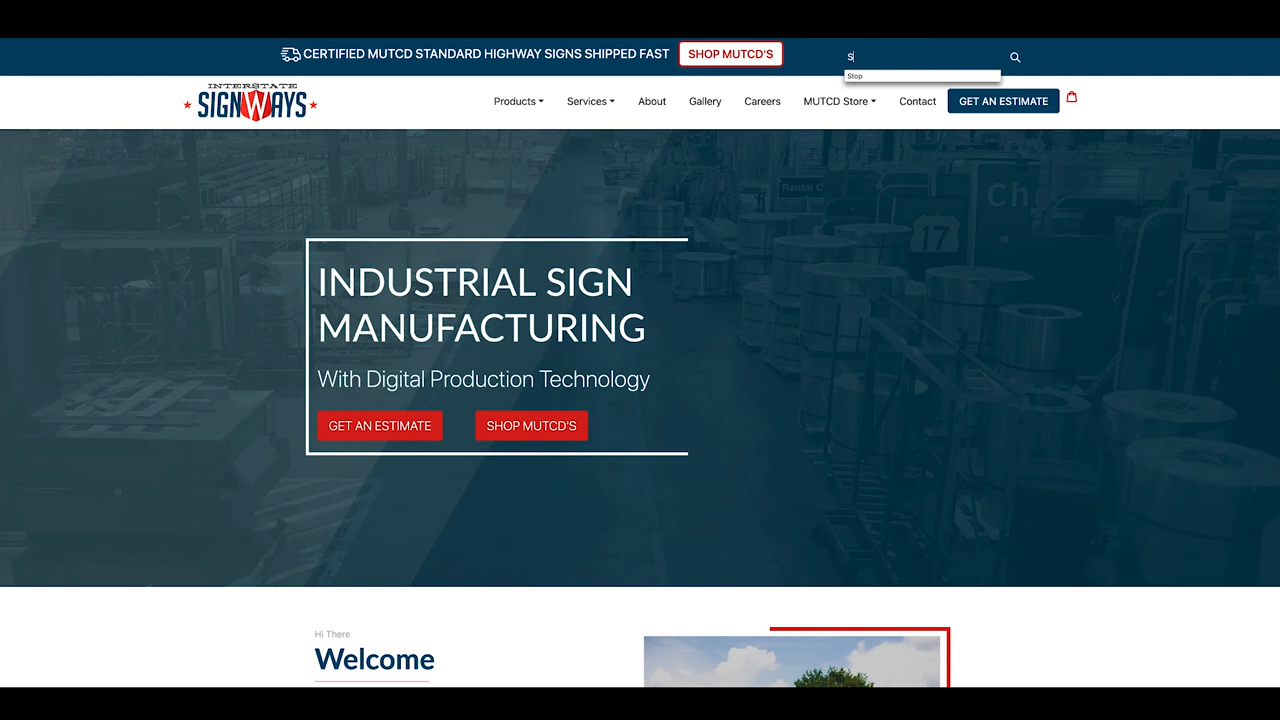 CERTIFIED MUTCD STANDARD HIGHWAY SIGNS SHIPPED FAST
SHOP MUTCD'S
S
Stop
INTERSTATE
SIGNWAYS
Products
Services
About
Gallery
Careers
MUTCD Store
Contact
GET AN ESTIMATE
Rental C
Ch
17
INDUSTRIAL SIGN
MANUFACTURING
With Digital Production Technology
GET AN ESTIMATE
SHOP MUTCD'S
Hi There
Welcome